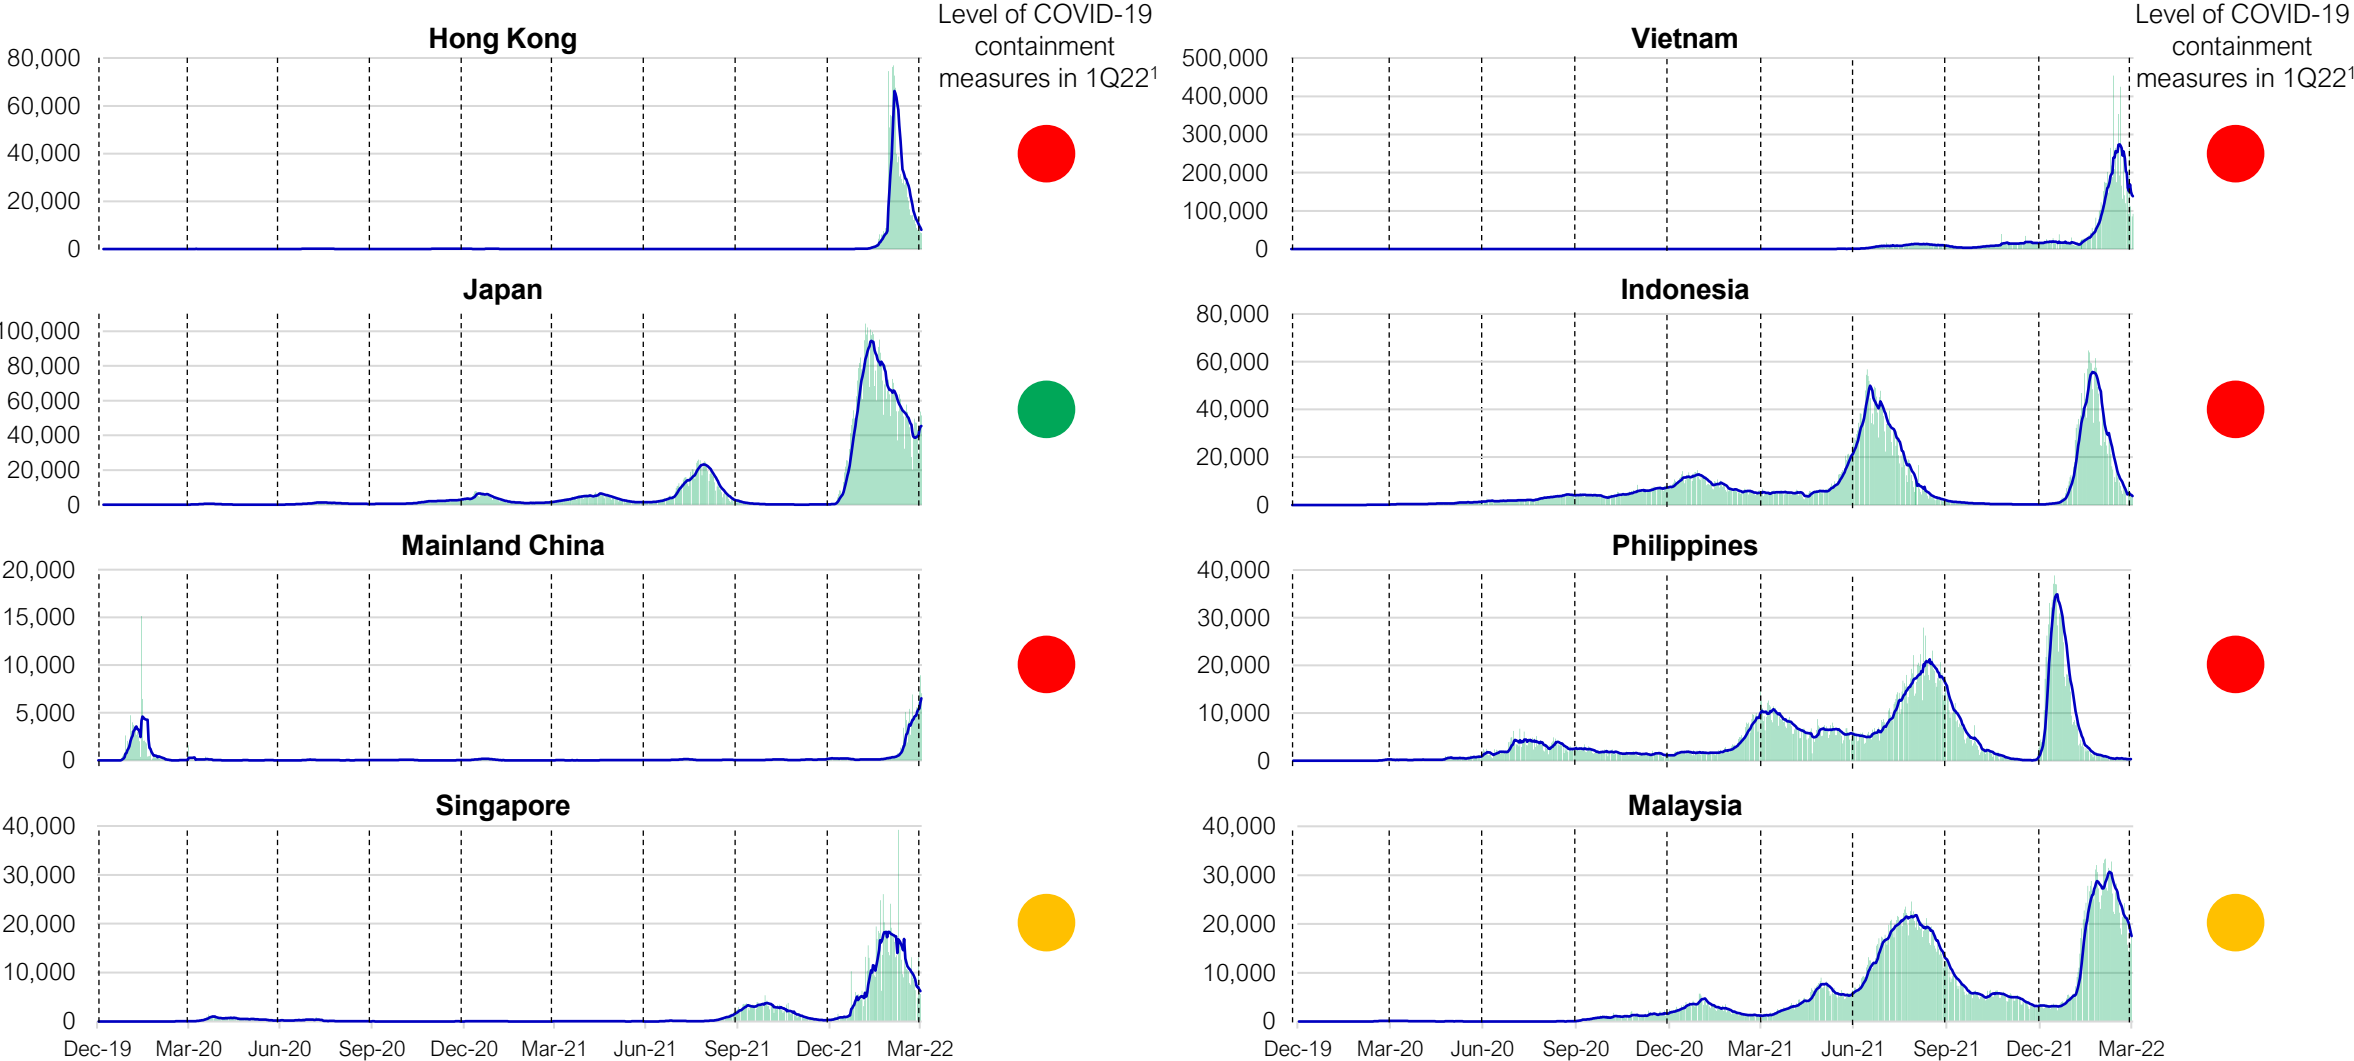 Level of COVID-19
containment
measures in 1Q22¹
Hong Kong
80,000
60,000
40,000
20,000
0
Japan
100,000
80,000
60,000
40,000
20,000
0
Mainland China
20,000
15,000
10,000
5,000
0
Singapore
40,000
30,000
20,000
10,000
0
Dec-19 Mar-20 Jun-20 Sep-20 Dec-20 Mar-21 Jun-21 Sep-21 Dec-21 Mar-22
Level of COVID-19
containment
measures in 1Q22¹
Vietnam
500,000
400,000
300,000
200,000
100,000
0
Indonesia
80,000
60,000
40,000
20,000
0
Philippines
40,000
30,000
20,000
10,000
0
Malaysia
40,000
30,000
20,000
10,000
0
Dec-19 Mar-20 Jun-20 Sep-20 Dec-20 Mar-21 Jun-21 Sep-21 Dec-21 Mar-22